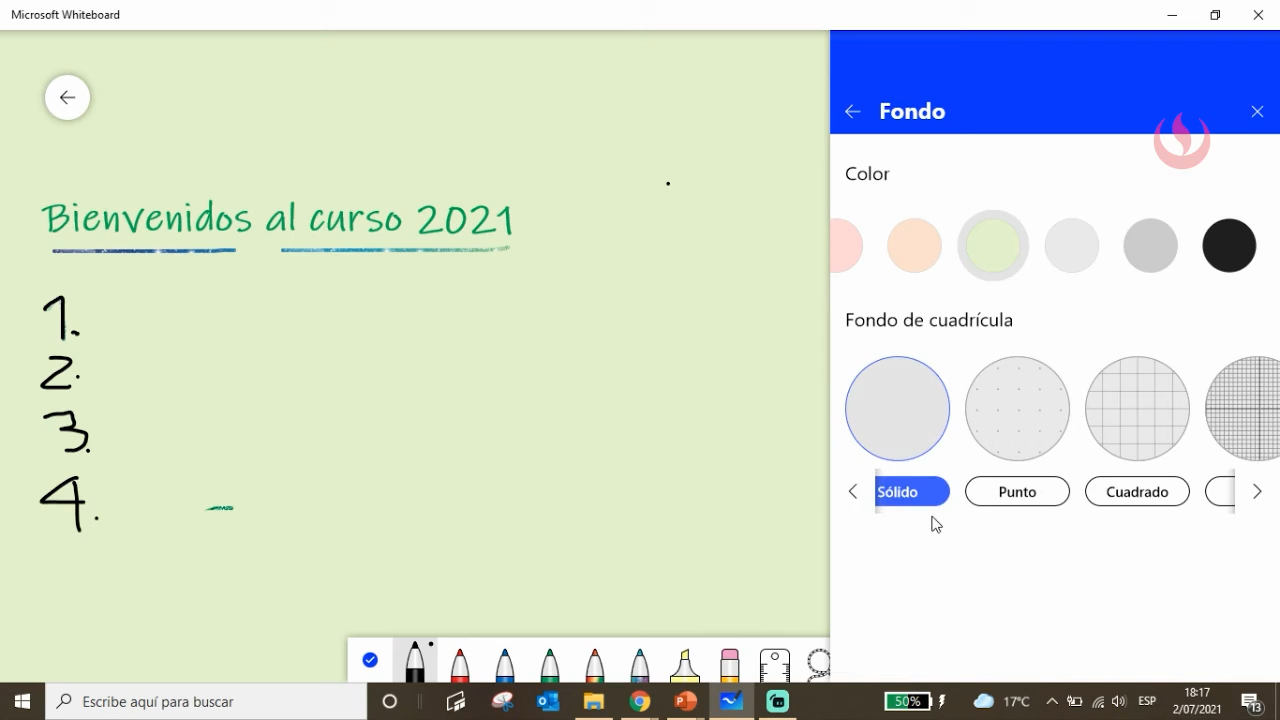 Microsoft Whiteboard
Fondo
Color
Bienvenidos al curso 2021
1.
2.
3.
4.
Fondo de cuadrícula
Sólido
Punto
Cuadrado
Escribe aquí para buscar
50%
17°C
ESP
18:17
2/07/2021
13